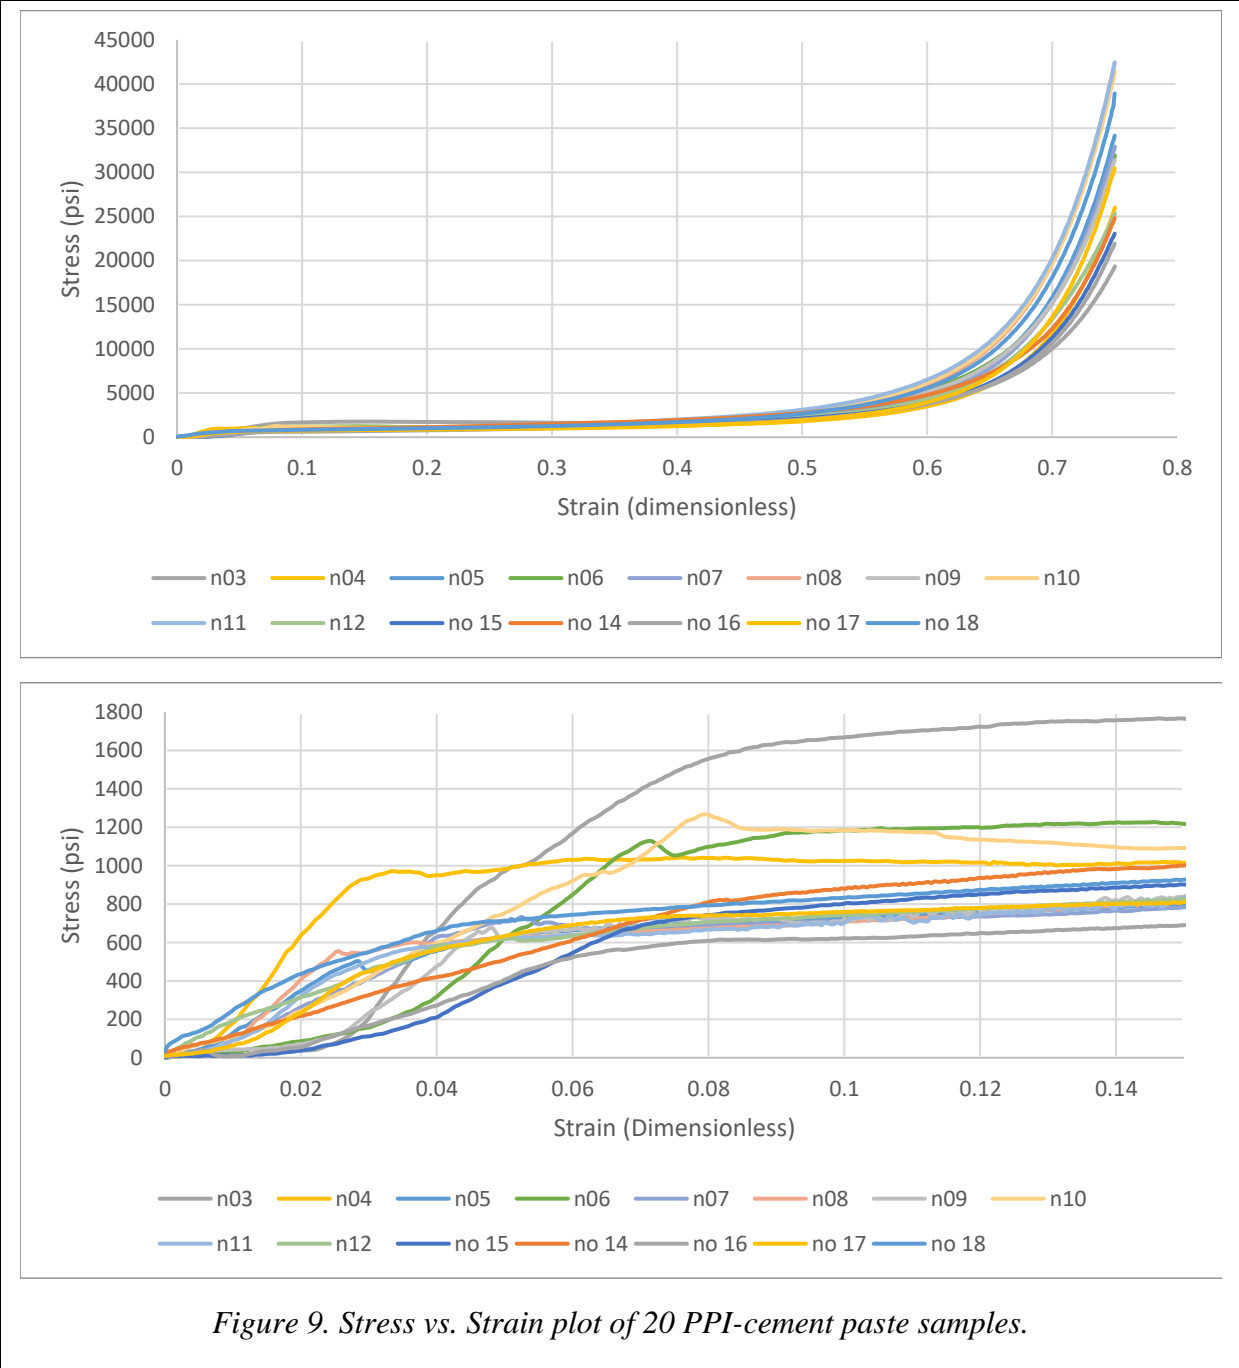 45000
40000
35000
30000
25000
20000
15000
10000
5000
0
Stress (psi)
0 0.1 0.2 0.3 0.4 0.5 0.6 0.7 0.8
Strain (dimensionless)
n03 n04 n05 n06 n07 n08 n09 n10
n11 n12 no 15 no 14 no 16 no 17 no 18
1800
1600
1400
1200
1000
800
600
400
200
0
Stress (psi)
0 0.02 0.04 0.06 0.08 0.1 0.12 0.14
Strain (Dimensionless)
n03 n04 n05 n06 n07 n08 n09 n10
n11 n12 no 15 no 14 no 16 no 17 no 18
Figure 9. Stress vs. Strain plot of 20 PPI-cement paste samples.